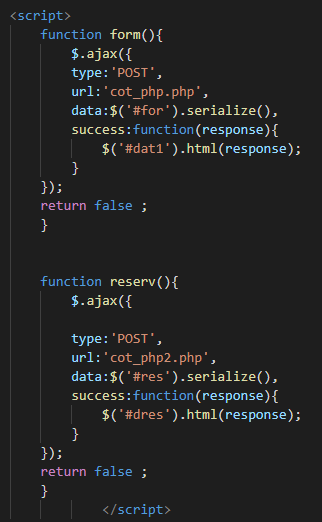 <script>
function form(){
$.ajax({
type:'POST',
url:'cot_php.php',
data:$('#for').serialize(),
success:function(response){
$('#dat1').html(response);
}
});
return false ;
}
function reserv(){
$.ajax({
type:'POST',
url:'cot_php2.php',
data:$('#res').serialize(),
success:function(response){
$('#dres').html(response);
}
});
return false ;
}
</script>